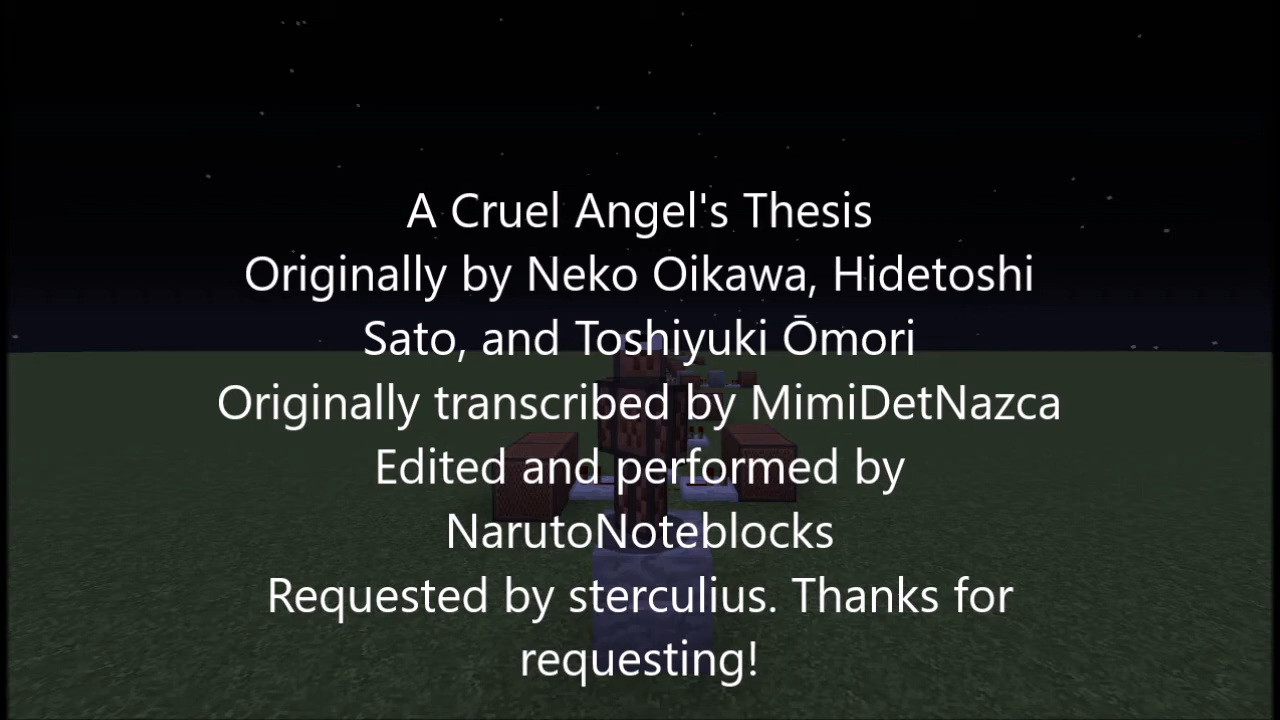 A Cruel Angel's Thesis
Originally by Neko Oikawa, Hidetoshi
Sato, and Toshiyuki Ōmori
Originally transcribed by MimiDetNazca
Edited and performed by
NarutoNoteblocks
Requested by sterculius. Thanks for
requesting!